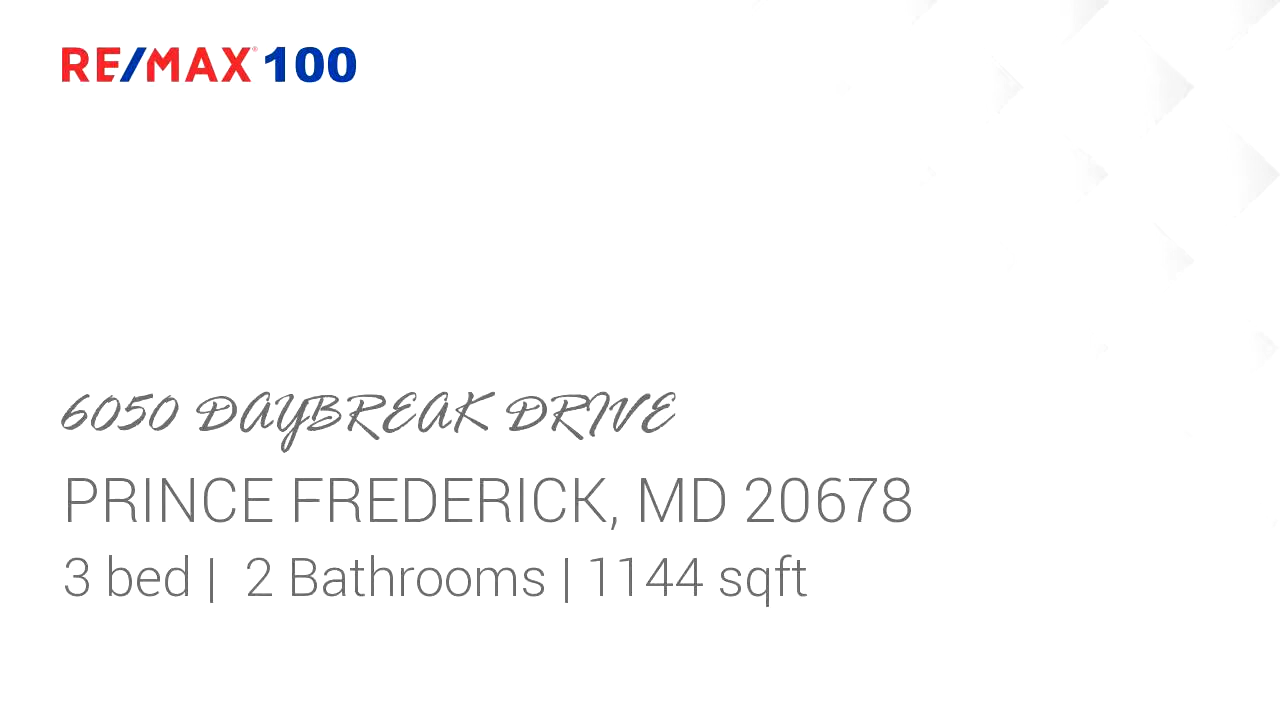 RE/MAX® 100
6050 DAYBREAK DRIVE
PRINCE FREDERICK, MD 20678
3 bed |  2 Bathrooms | 1144 sqft